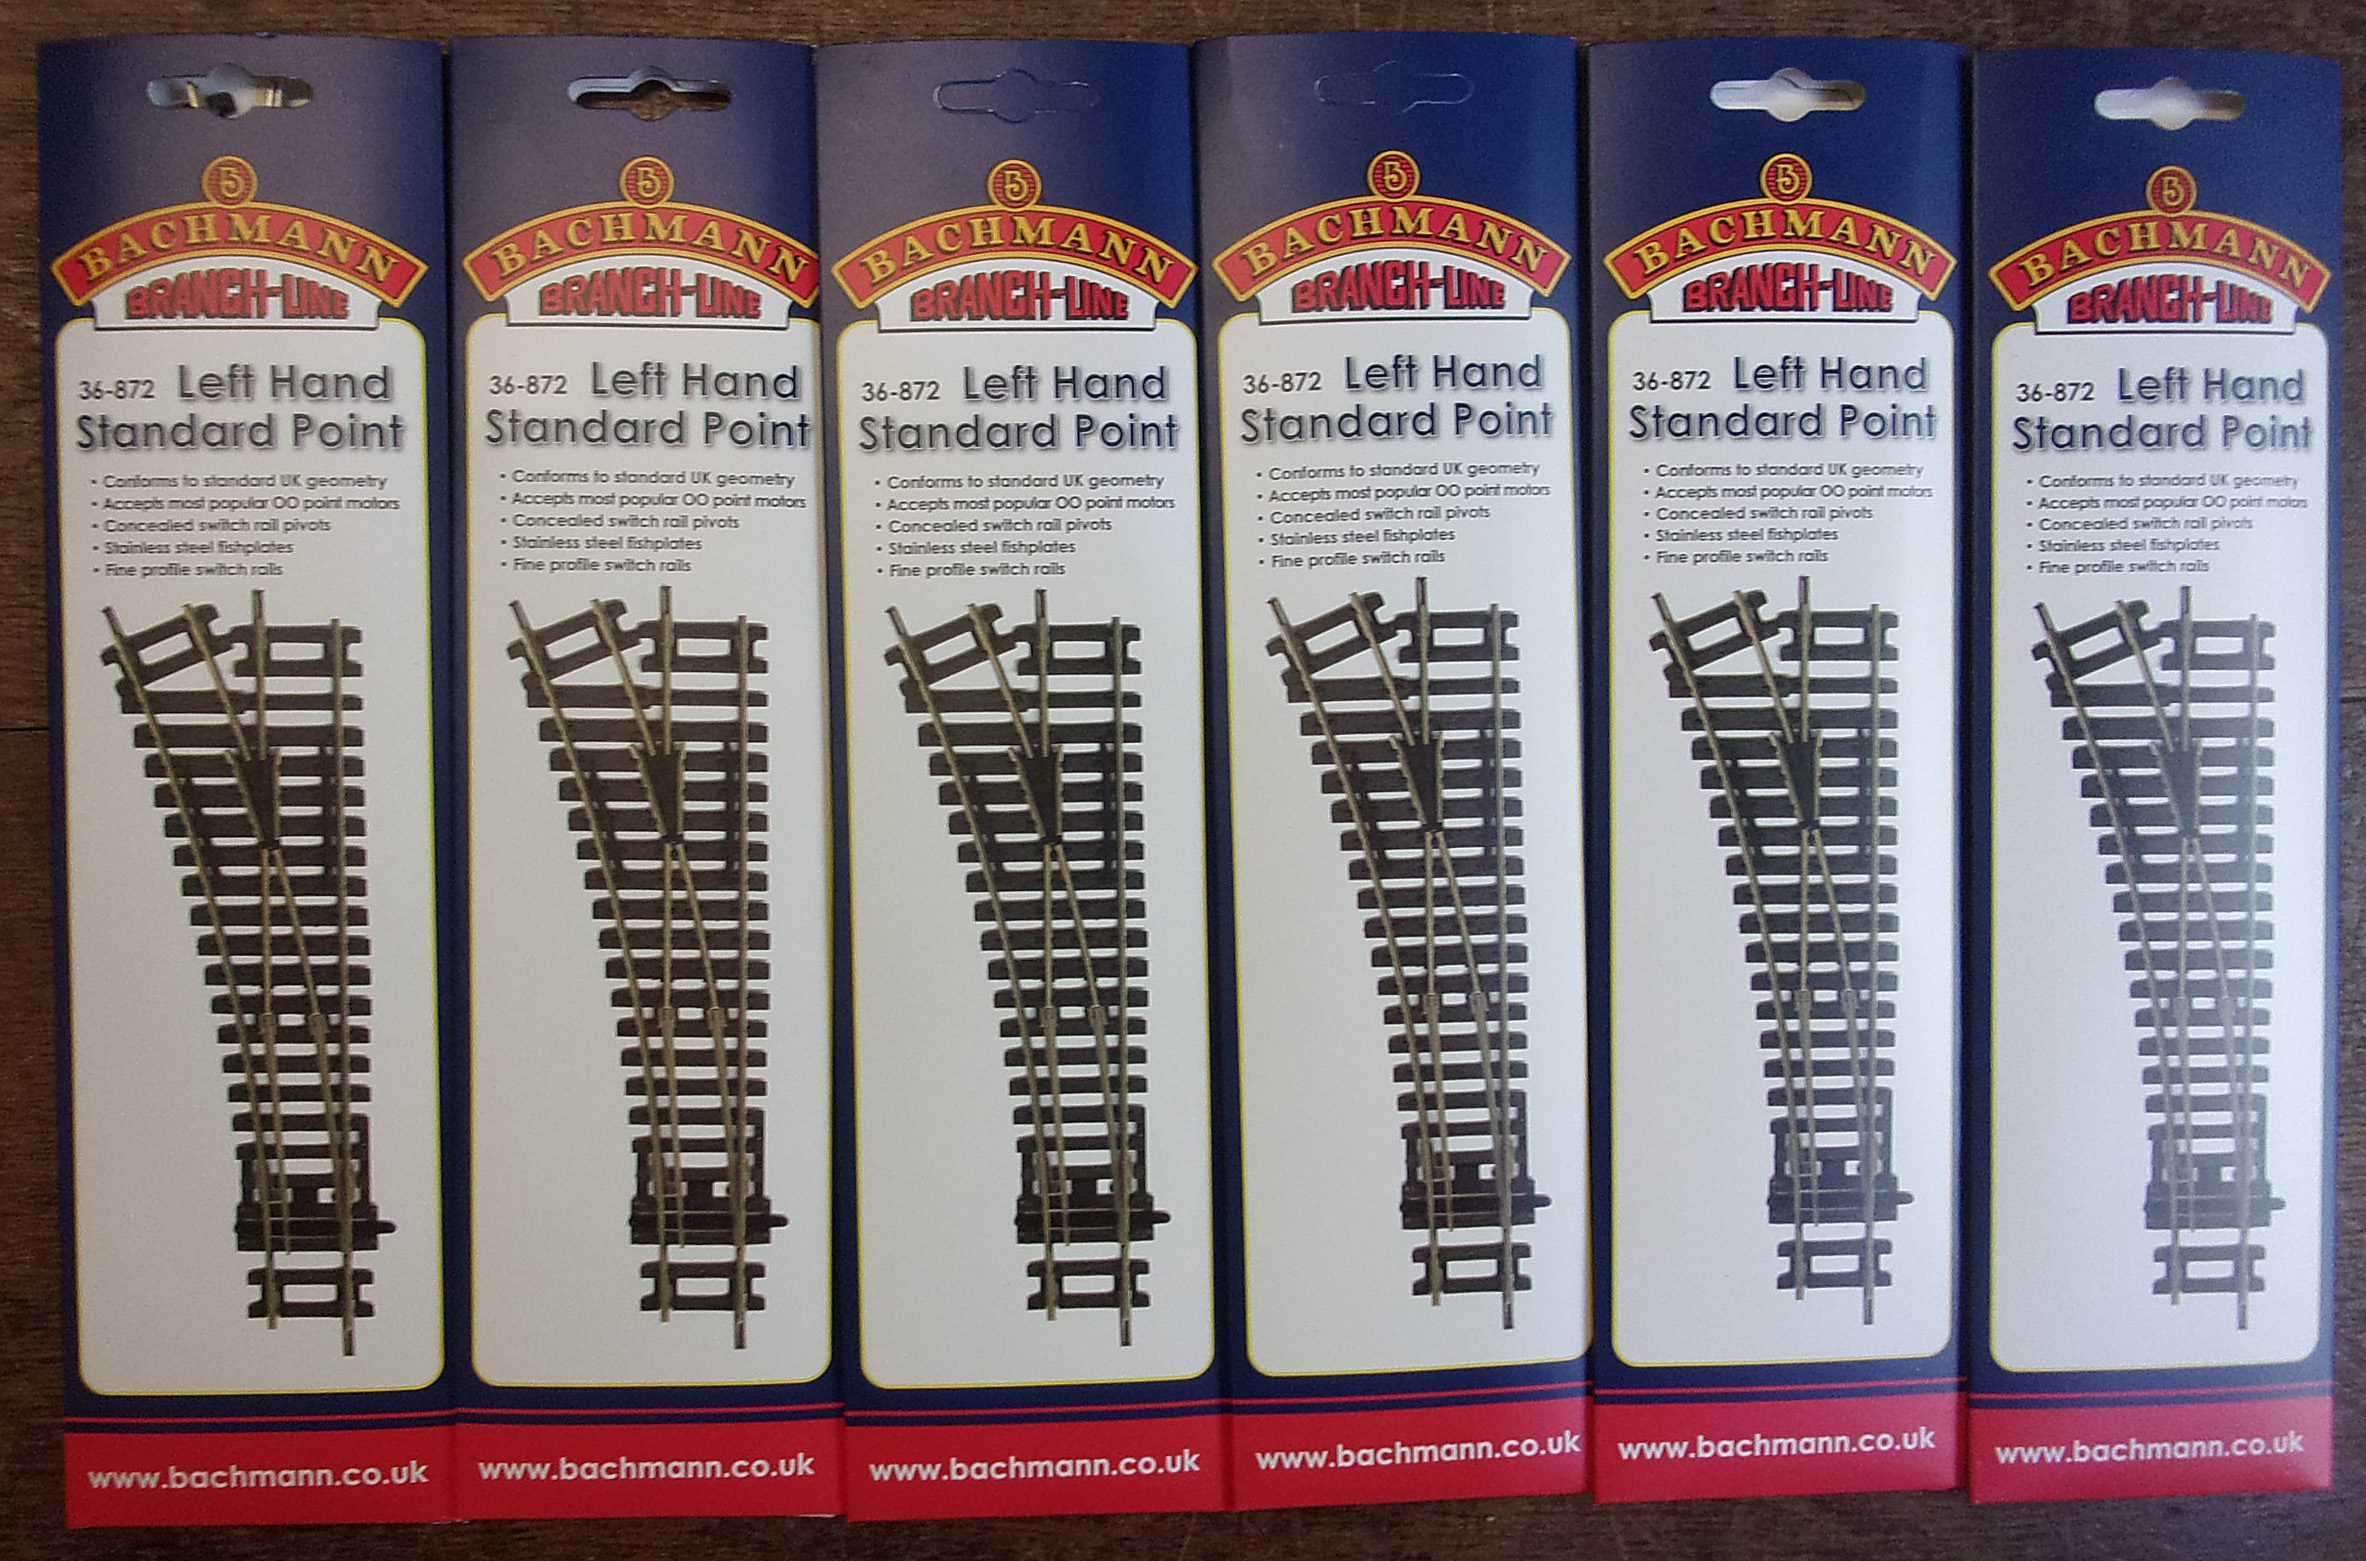 B
BACHMANN
BRANCH-LINE
36-872 Left Hand
Standard Point
• Conforms to standard UK geometry
• Accepts most popular OO point motors
• Concealed switch rail pivots
• Stainless steel fishplates
• Fine profile switch rails
www.bachmann.co.uk
B
BACHMANN
BRANCH-LINE
36-872 Left Hand
Standard Point
• Conforms to standard UK geometry
• Accepts most popular OO point motors
• Concealed switch rail pivots
• Stainless steel fishplates
• Fine profile switch rails
www.bachmann.co.uk
B
BACHMANN
BRANCH-LINE
36-872 Left Hand
Standard Point
• Conforms to standard UK geometry
• Accepts most popular OO point motors
• Concealed switch rail pivots
• Stainless steel fishplates
• Fine profile switch rails
www.bachmann.co.uk
B
BACHMANN
BRANCH-LINE
36-872 Left Hand
Standard Point
• Conforms to standard UK geometry
• Accepts most popular OO point motors
• Concealed switch rail pivots
• Stainless steel fishplates
• Fine profile switch rails
www.bachmann.co.uk
B
BACHMANN
BRANCH-LINE
36-872 Left Hand
Standard Point
• Conforms to standard UK geometry
• Accepts most popular OO point motors
• Concealed switch rail pivots
• Stainless steel fishplates
• Fine profile switch rails
www.bachmann.co.uk
B
BACHMANN
BRANCH-LINE
36-872 Left Hand
Standard Point
• Conforms to standard UK geometry
• Accepts most popular OO point motors
• Concealed switch rail pivots
• Stainless steel fishplates
• Fine profile switch rails
www.bachmann.co.uk